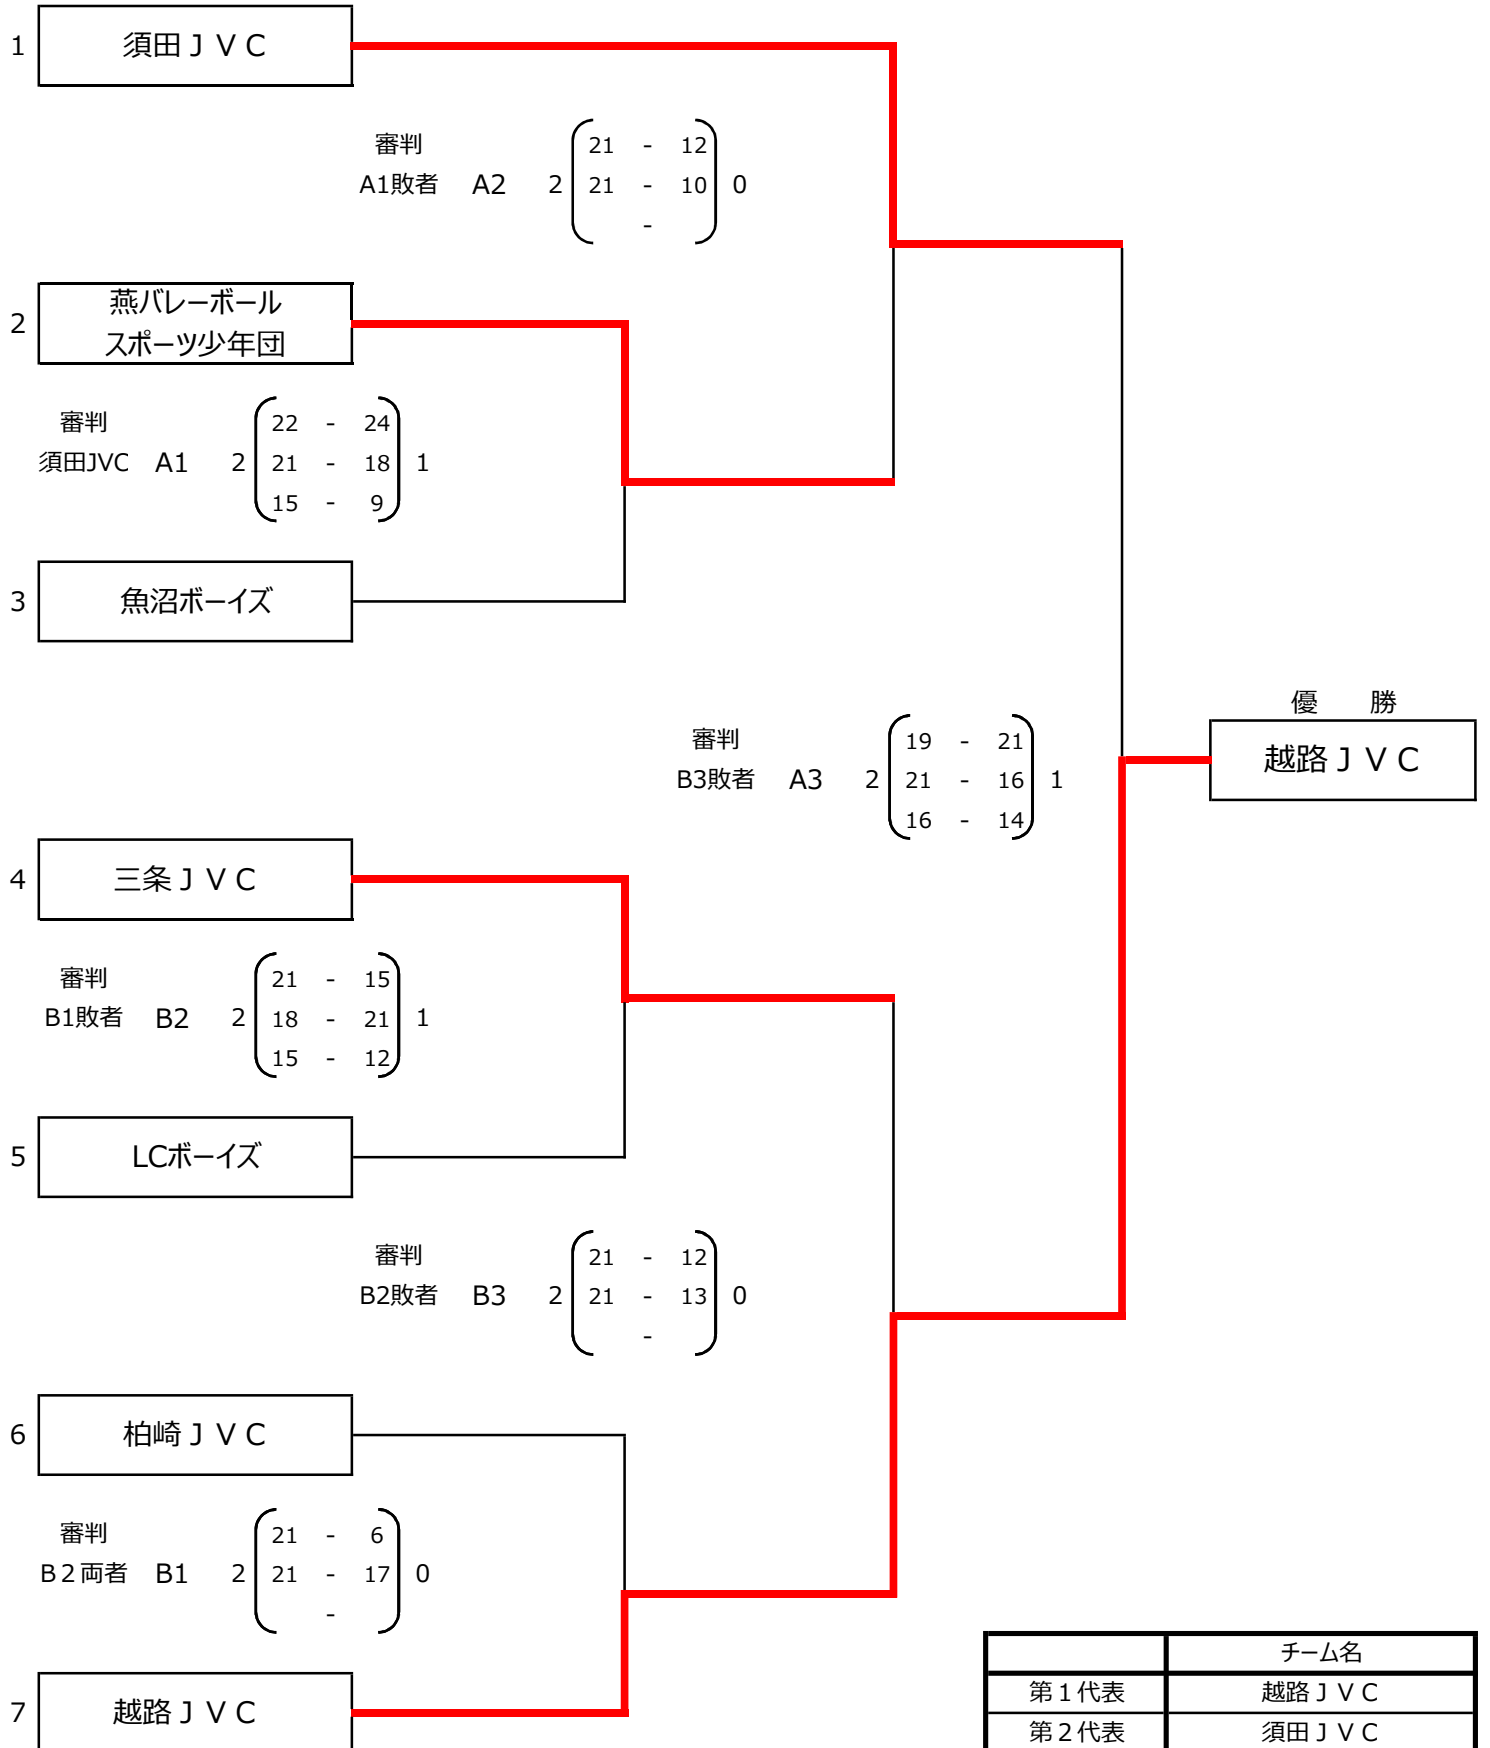 1 須田ＪＶＣ
審判
A1敗者 A2 2 0
21 - 12
21 - 10
-
2 燕バレーボール
スポーツ少年団
審判
須田JVC A1 2 1
22 - 24
21 - 18
15 - 9
3 魚沼ボーイズ
審判
B3敗者 A3 2 1
19 - 21
21 - 16
16 - 14
優　勝
越路ＪＶＣ
4 三条ＪＶＣ
審判
B1敗者 B2 2 1
21 - 15
18 - 21
15 - 12
5 LCボーイズ
審判
B2敗者 B3 2 0
21 - 12
21 - 13
-
6 柏崎ＪＶＣ
審判
B２両者 B1 2 0
21 - 6
21 - 17
-
7 越路ＪＶＣ
チーム名
第１代表 越路ＪＶＣ
第２代表 須田ＪＶＣ